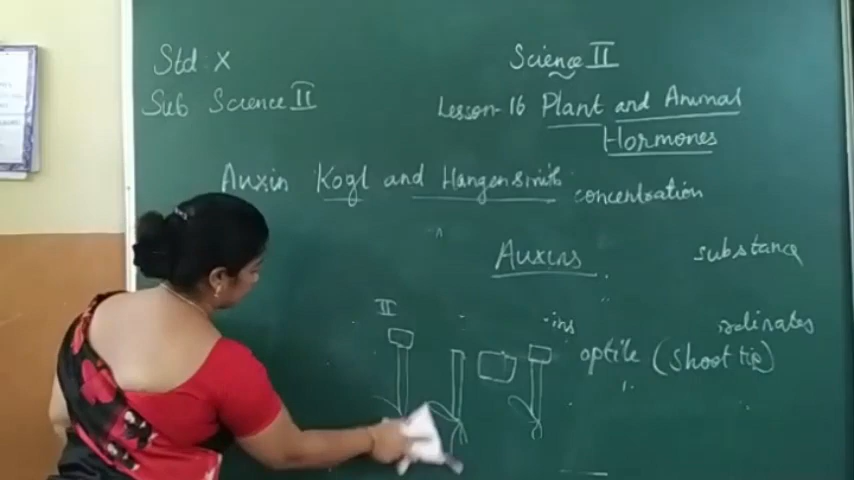 Std: X
Science II
Sub Science II
Lesson-16 Plant and Animal
Hormones
Auxin Kogl and Hangensmith concentration
Auxins
substance
II
ins
optile (shoot tip)